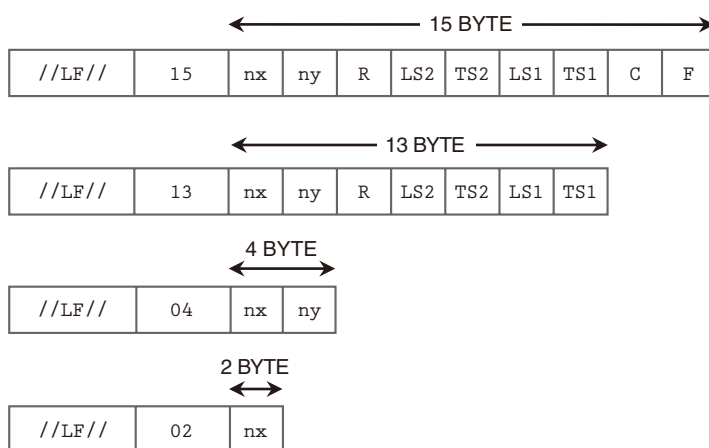 15 BYTE
//LF// 15 nx ny R LS2 TS2 LS1 TS1 C F
13 BYTE
//LF// 13 nx ny R LS2 TS2 LS1 TS1
4 BYTE
//LF// 04 nx ny
2 BYTE
//LF// 02 nx